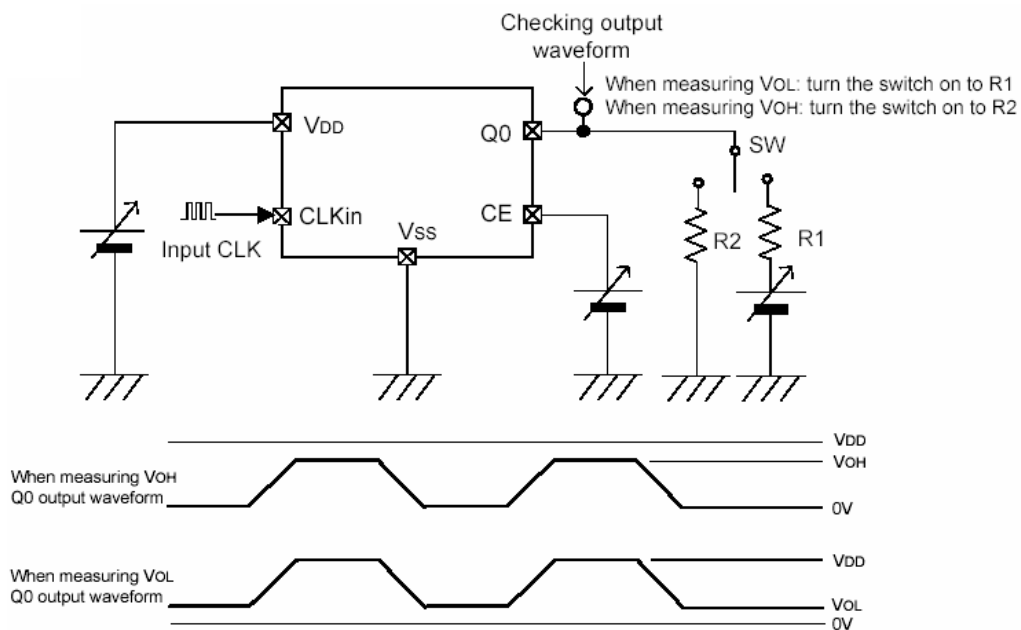 Checking output
waveform
When measuring VOL: turn the switch on to R1
When measuring VOH: turn the switch on to R2
VDD
Q0
SW
CLKin
CE
Input CLK
VSS
R2
R1
VDD
When measuring VOH
Q0 output waveform
VOH
0V
When measuring VOL
Q0 output waveform
VDD
VOL
0V